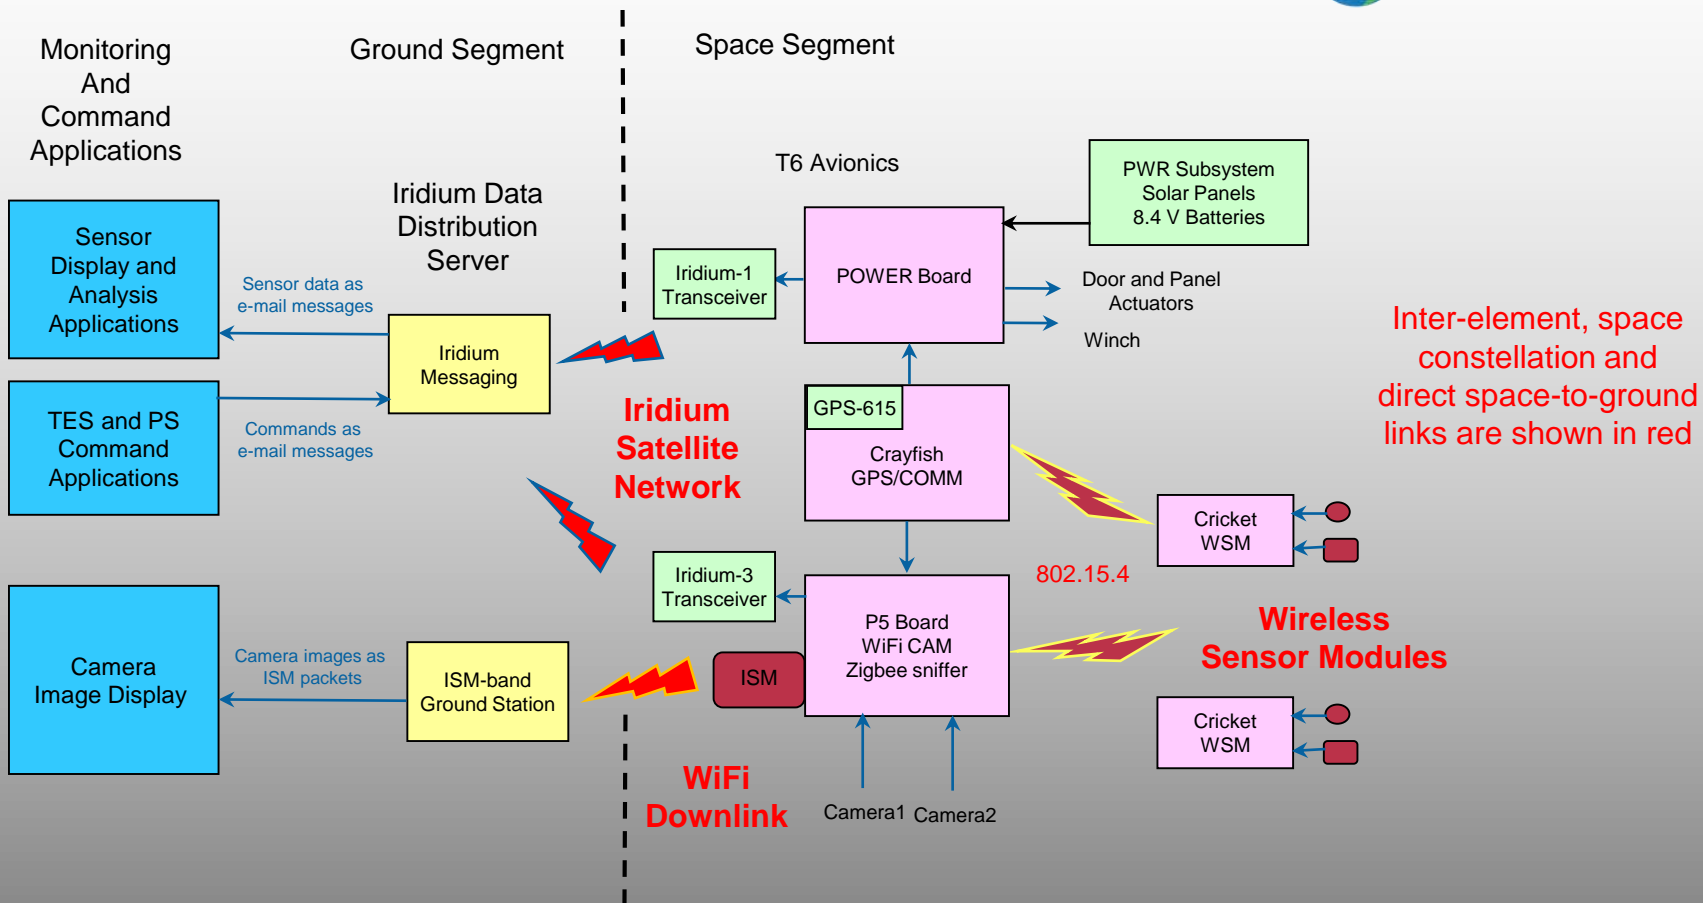 Monitoring
And
Command
Applications
Ground Segment
Space Segment
T6 Avionics
Iridium Data
Distribution
Server
PWR Subsystem
Solar Panels
8.4 V Batteries
Sensor
Display and
Analysis
Applications
Sensor data as
e-mail messages
Iridium
Messaging
Iridium-1
Transceiver
POWER Board
Door and Panel
Actuators
Winch
Inter-element, space
constellation and
direct space-to-ground
links are shown in red
TES and PS
Command
Applications
Commands as
e-mail messages
Iridium
Satellite
Network
GPS-615
Crayfish
GPS/COMM
Cricket
WSM
802.15.4
Iridium-3
Transceiver
P5 Board
WiFi CAM
Zigbee sniffer
Wireless
Sensor Modules
Camera
Image Display
Camera images as
ISM packets
ISM-band
Ground Station
ISM
Cricket
WSM
WiFi
Downlink
Camera1
Camera2